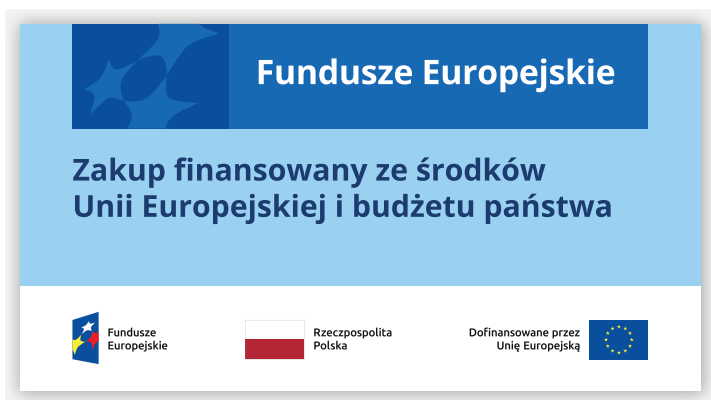 Fundusze Europejskie
Zakup finansowany ze środków
Unii Europejskiej i budżetu państwa
Fundusze
Europejskie
Rzeczpospolita
Polska
Dofinansowane przez
Unię Europejską